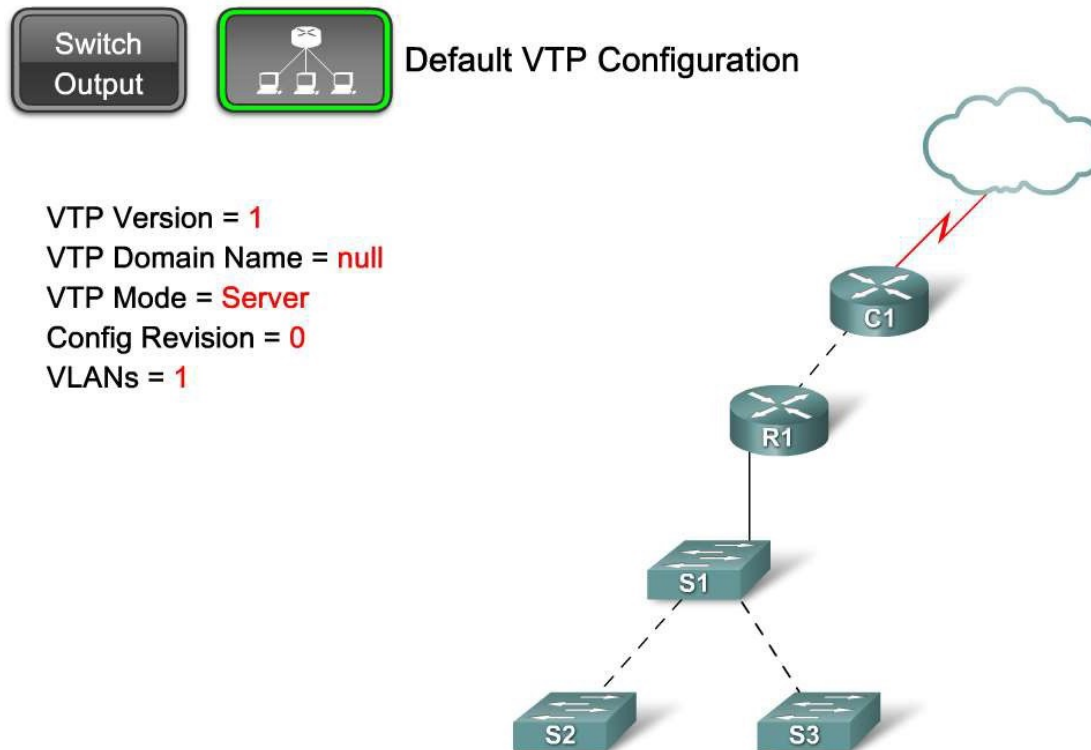 Switch
Output
Default VTP Configuration
VTP Version = 1
VTP Domain Name = null
VTP Mode = Server
Config Revision = 0
VLANs = 1
C1
R1
S1
S2
S3